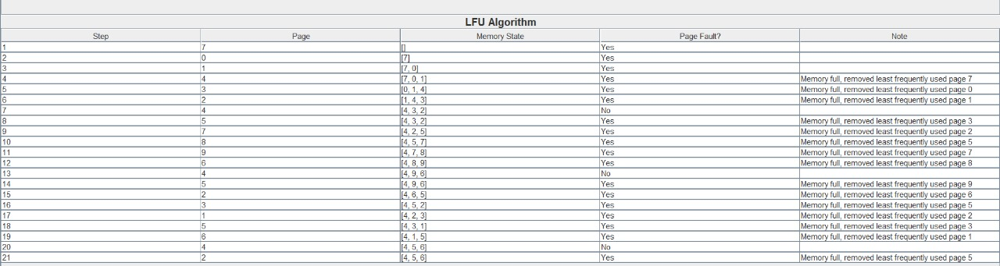 LFU Algorithm
Step Page Memory State Page Fault? Note
1 7 [] Yes
2 0 [7] Yes
3 1 [7, 0] Yes
4 4 [7, 0, 1] Yes Memory full, removed least frequently used page 7
5 3 [0, 1, 4] Yes Memory full, removed least frequently used page 0
6 2 [1, 4, 3] Yes Memory full, removed least frequently used page 1
7 4 [4, 3, 2] No
8 5 [4, 3, 2] Yes Memory full, removed least frequently used page 3
9 7 [4, 2, 5] Yes Memory full, removed least frequently used page 2
10 8 [4, 5, 7] Yes Memory full, removed least frequently used page 5
11 9 [4, 7, 8] Yes Memory full, removed least frequently used page 7
12 6 [4, 8, 9] Yes Memory full, removed least frequently used page 8
13 4 [4, 9, 6] No
14 5 [4, 9, 6] Yes Memory full, removed least frequently used page 9
15 2 [4, 6, 5] Yes Memory full, removed least frequently used page 6
16 3 [4, 5, 2] Yes Memory full, removed least frequently used page 5
17 1 [4, 2, 3] Yes Memory full, removed least frequently used page 2
18 5 [4, 3, 1] Yes Memory full, removed least frequently used page 3
19 6 [4, 1, 5] Yes Memory full, removed least frequently used page 1
20 4 [4, 5, 6] No
21 2 [4, 5, 6] Yes Memory full, removed least frequently used page 5